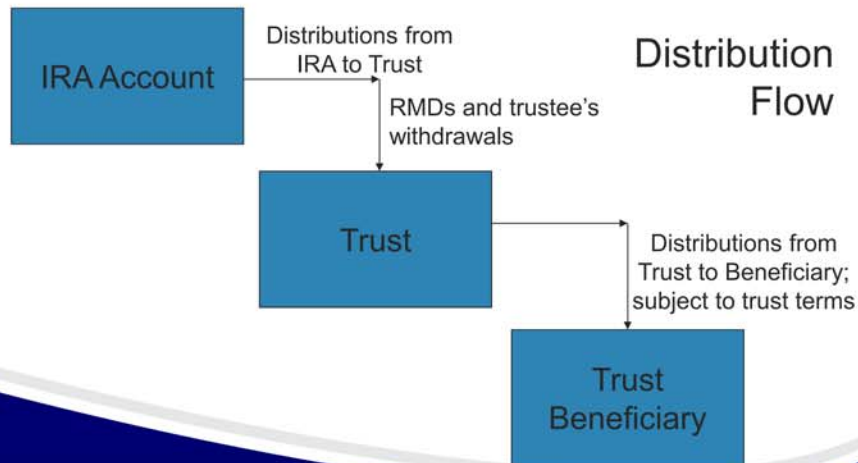 Distribution
Flow
IRA Account
Distributions from
IRA to Trust
RMDs and trustee's
withdrawals
Trust
Distributions from
Trust to Beneficiary;
subject to trust terms
Trust
Beneficiary